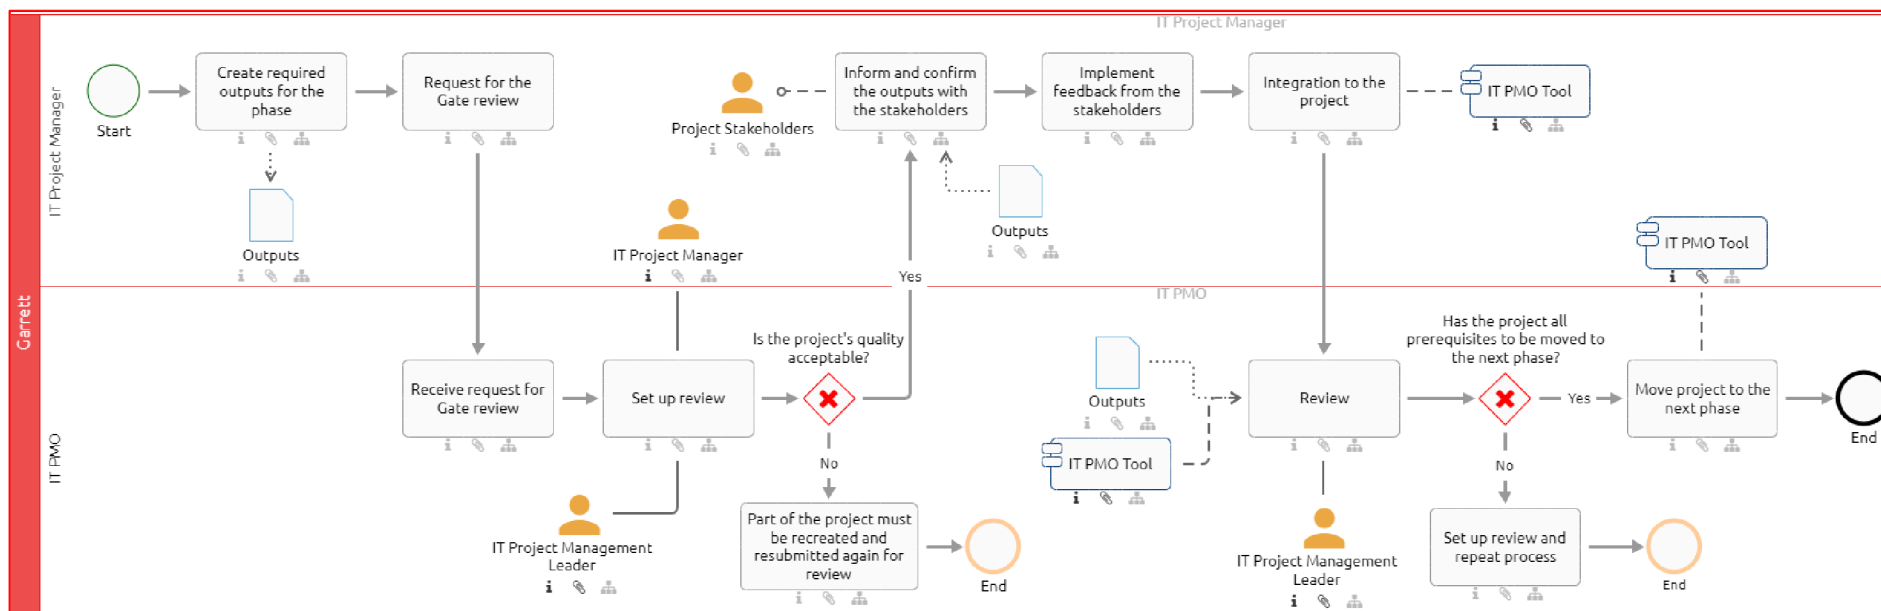 IT Project Manager
IT Project Manager
Start
Create required
outputs for the
phase
Request for the
Gate review
Project Stakeholders
Inform and confirm
the outputs with
the stakeholders
Implement
feedback from the
stakeholders
Integration to the
project
IT PMO Tool
Outputs
IT Project Manager
Outputs
IT PMO Tool
Yes
Garrett
IT PMO
IT PMO
Receive request for
Gate review
Set up review
Is the project's quality
acceptable?
No
IT Project Management
Leader
Part of the project must
be recreated and
resubmitted again for
review
End
Outputs
IT PMO Tool
Review
IT Project Management
Leader
Has the project all
prerequisites to be moved to
the next phase?
Yes
Move project to the
next phase
End
No
Set up review and
repeat process
End